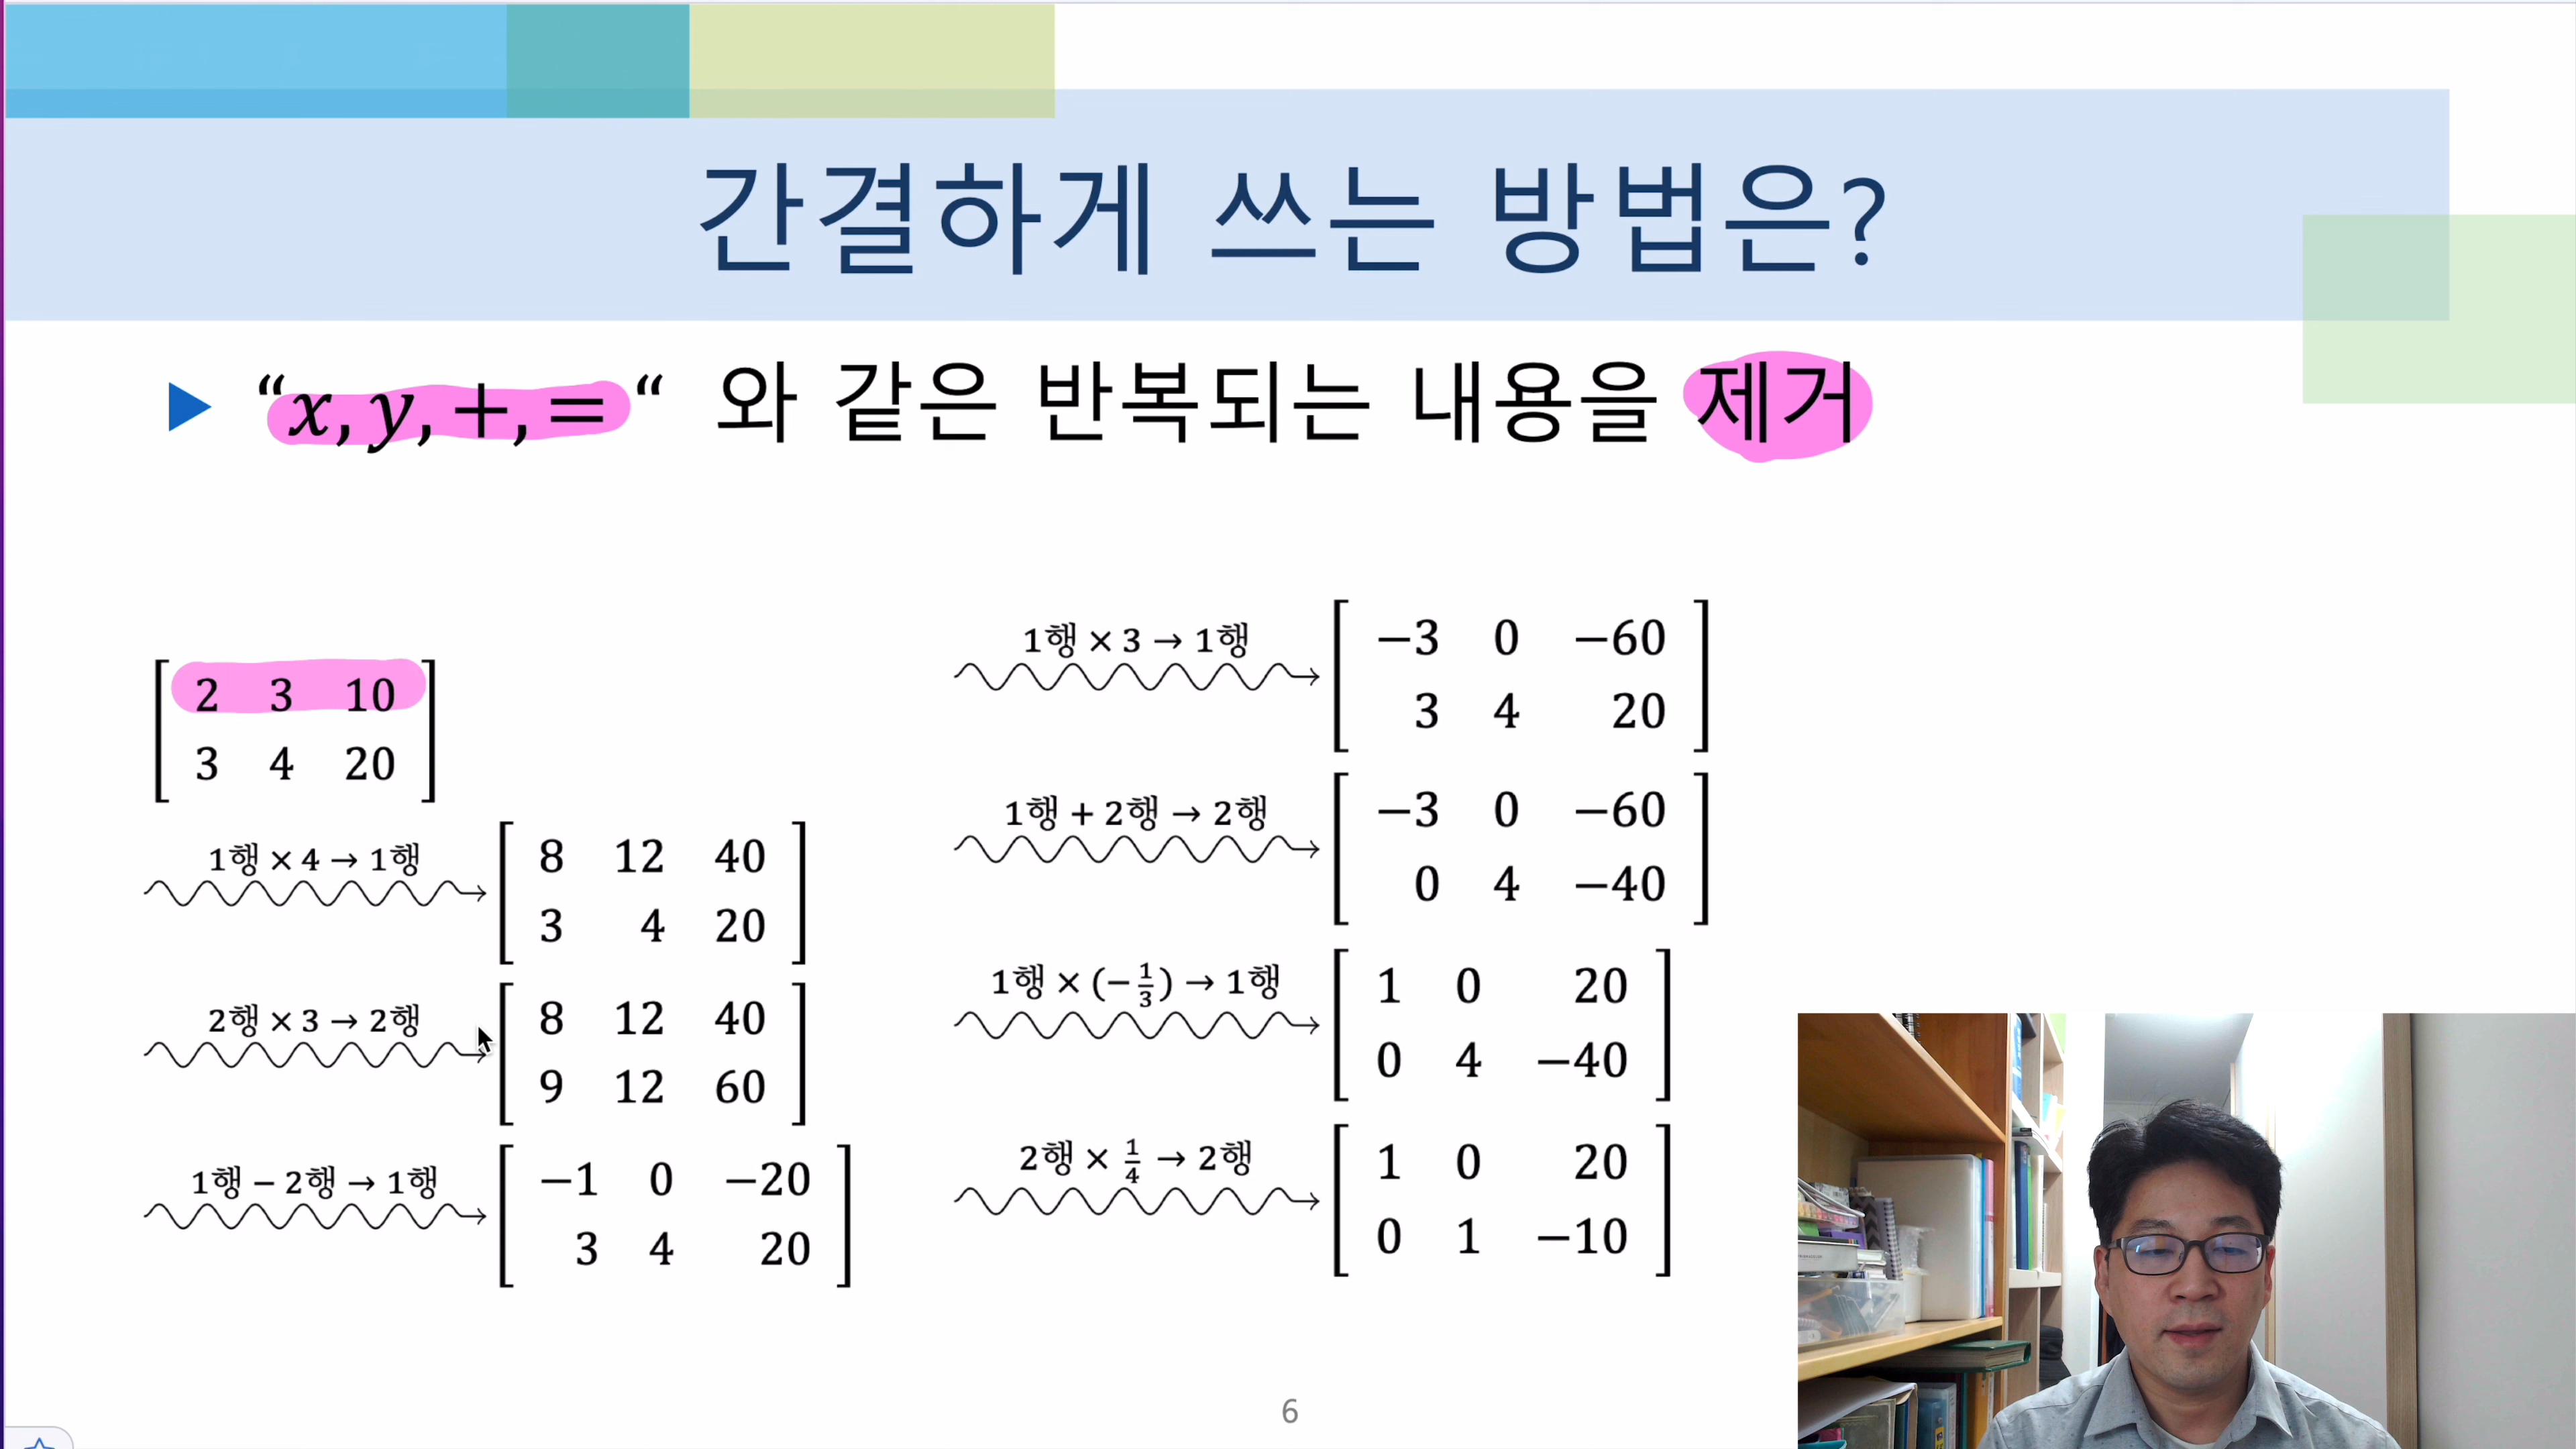 간결하게 쓰는 방법은?
“x, y, +, = “ 와 같은 반복되는 내용을 제거
2 3 10
3 4 20
1행 × 4 → 1행
8 12 40
3 4 20
2행 × 3 → 2행
8 12 40
9 12 60
1행 − 2행 → 1행
−1 0 −20
3 4 20
1행 × 3 → 1행
−3 0 −60
3 4 20
1행 + 2행 → 2행
−3 0 −60
0 4 −40
1행 × (− 1/3) → 1행
1 0 20
0 4 −40
2행 × 1/4 → 2행
1 0 20
0 1 −10
6